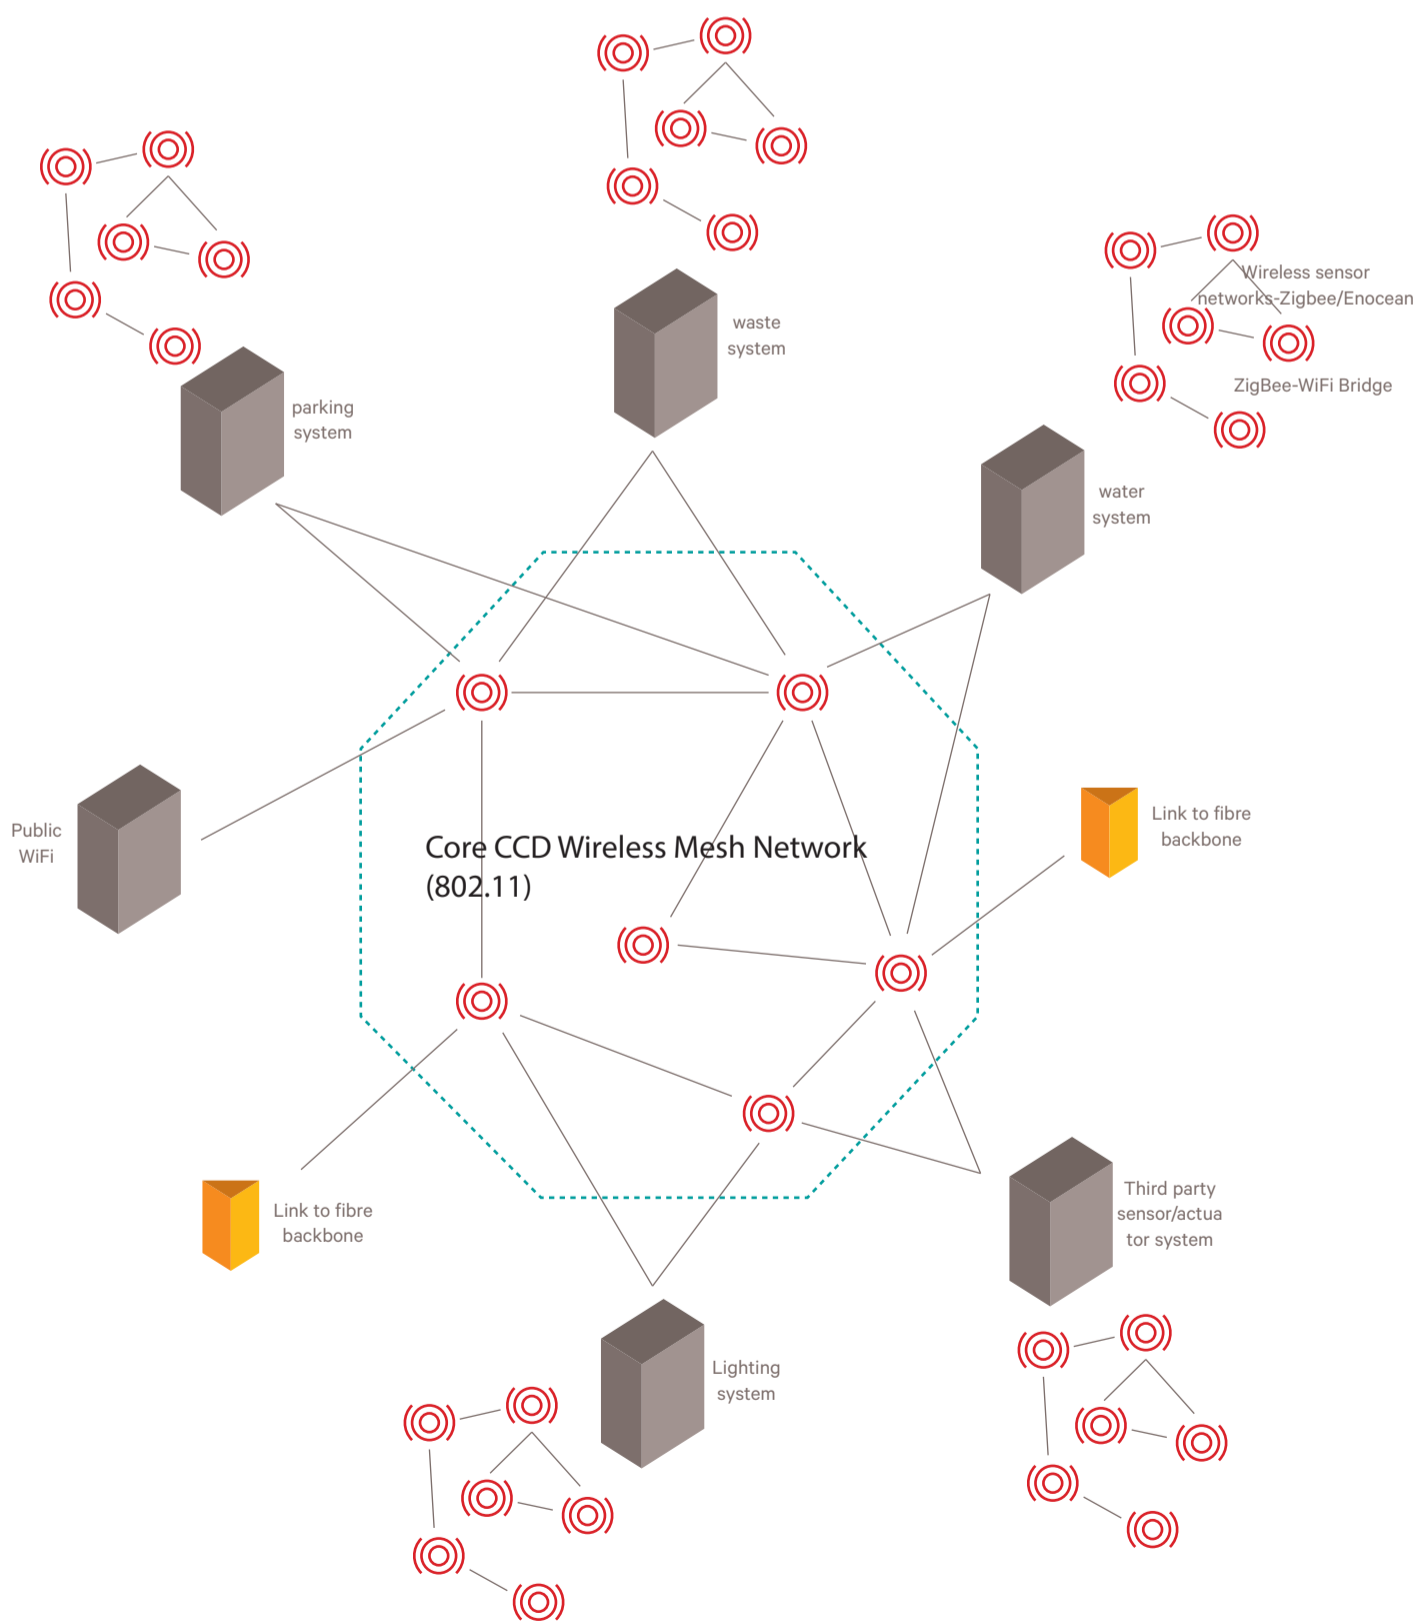 Wireless sensor
networks-Zigbee/Enocean
waste
system
ZigBee-WiFi Bridge
parking
system
water
system
Public
WiFi
Core CCD Wireless Mesh Network
(802.11)
Link to fibre
backbone
Link to fibre
backbone
Third party
sensor/actua
tor system
Lighting
system